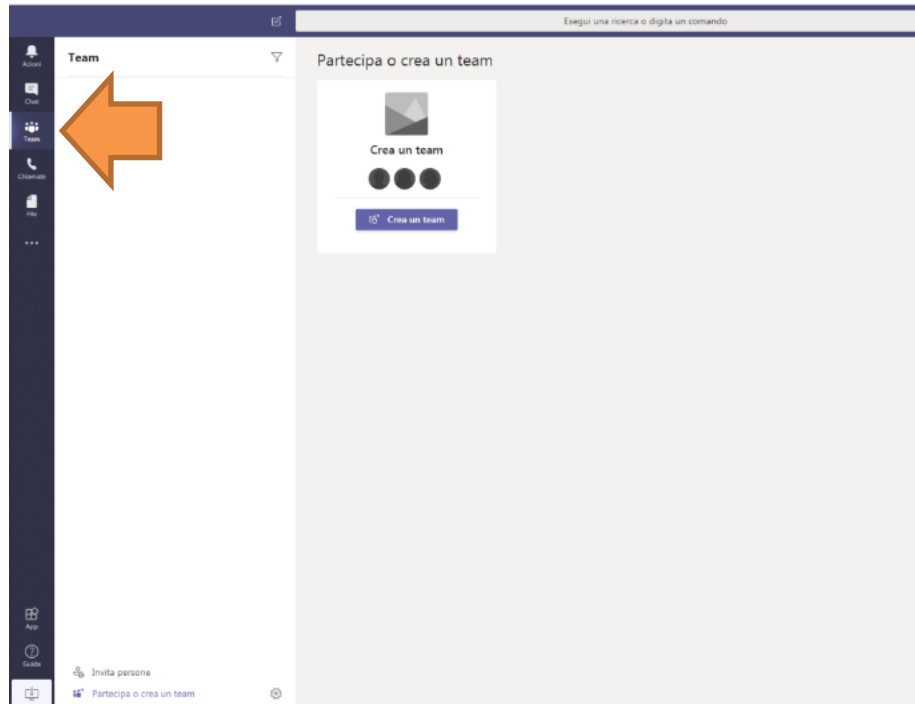 Esegui una ricerca o digita un comando
Azioni
Chat
Team
Chiamate
File
...
App
Guida
Team
Invita persone
Partecipa o crea un team
Partecipa o crea un team
Crea un team
Crea un team